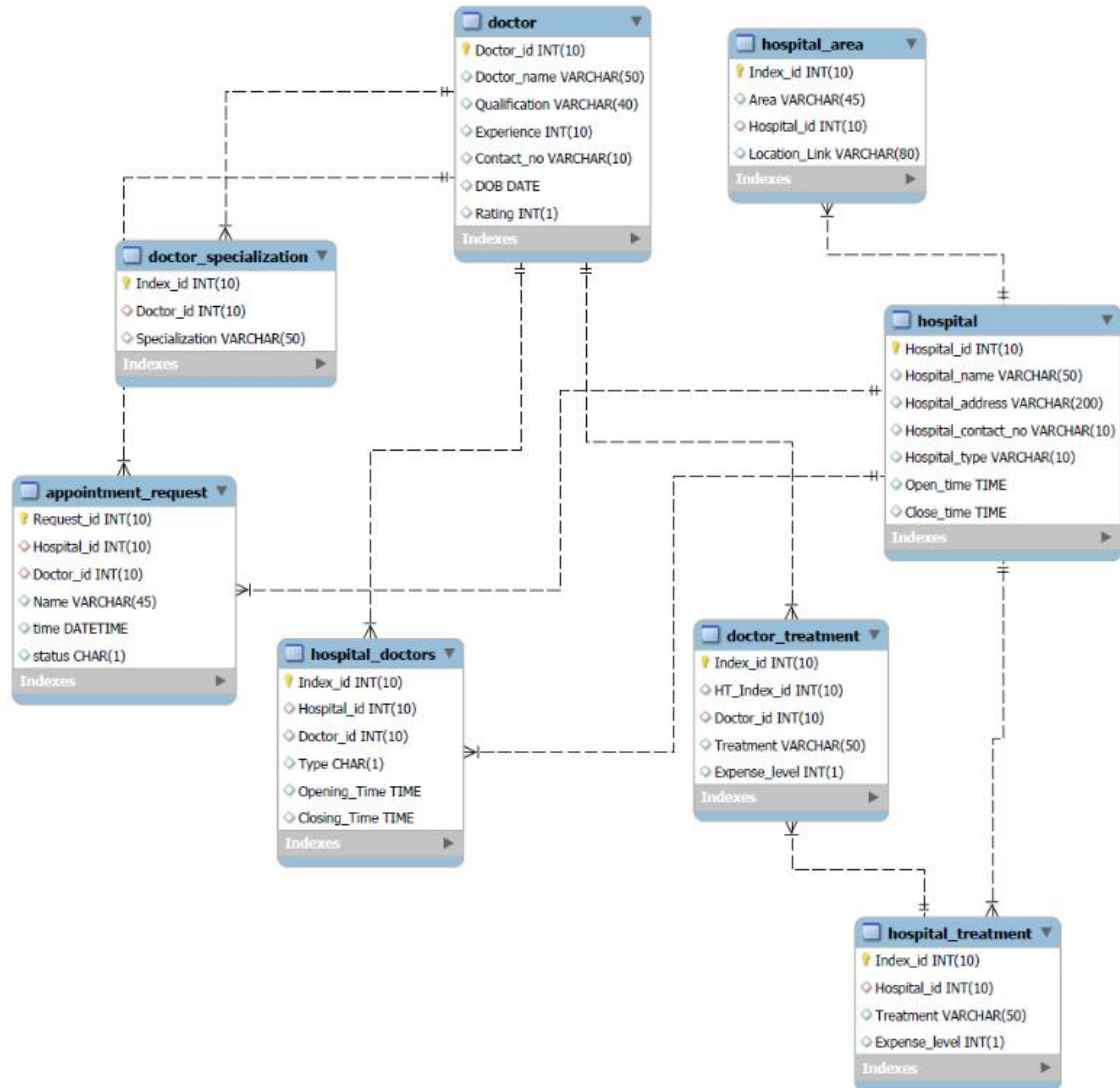 doctor
Doctor_id INT(10)
Doctor_name VARCHAR(50)
Qualification VARCHAR(40)
Experience INT(10)
Contact_no VARCHAR(10)
DOB DATE
Rating INT(1)
Indexes
hospital_area
Index_id INT(10)
Area VARCHAR(45)
Hospital_id INT(10)
Location_Link VARCHAR(80)
Indexes
doctor_specialization
Index_id INT(10)
Doctor_id INT(10)
Specialization VARCHAR(50)
Indexes
hospital
Hospital_id INT(10)
Hospital_name VARCHAR(50)
Hospital_address VARCHAR(200)
Hospital_contact_no VARCHAR(10)
Hospital_type VARCHAR(10)
Open_time TIME
Close_time TIME
Indexes
appointment_request
Request_id INT(10)
Hospital_id INT(10)
Doctor_id INT(10)
Name VARCHAR(45)
time DATETIME
status CHAR(1)
Indexes
hospital_doctors
Index_id INT(10)
Hospital_id INT(10)
Doctor_id INT(10)
Type CHAR(1)
Opening_Time TIME
Closing_Time TIME
Indexes
doctor_treatment
Index_id INT(10)
HT_Index_id INT(10)
Doctor_id INT(10)
Treatment VARCHAR(50)
Expense_level INT(1)
Indexes
hospital_treatment
Index_id INT(10)
Hospital_id INT(10)
Treatment VARCHAR(50)
Expense_level INT(1)
Indexes